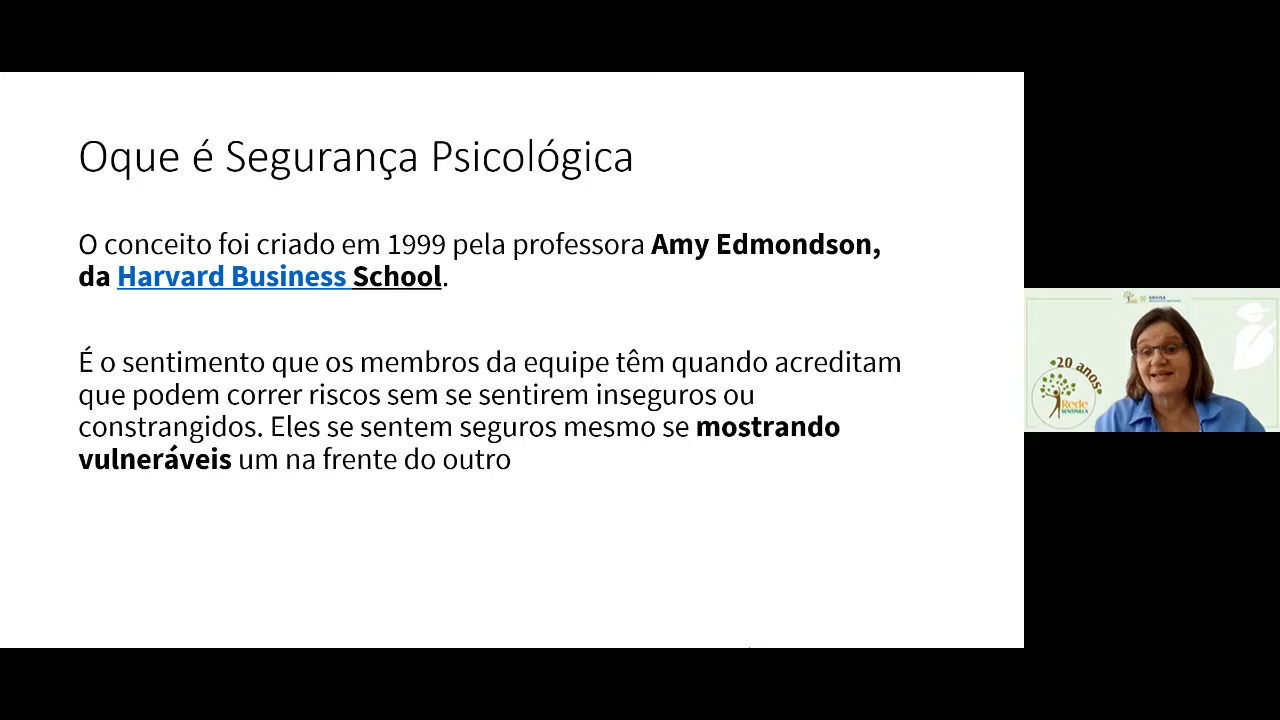 Oque é Segurança Psicológica
O conceito foi criado em 1999 pela professora Amy Edmondson,
da Harvard Business School.
É o sentimento que os membros da equipe têm quando acreditam
que podem correr riscos sem se sentirem inseguros ou
constrangidos. Eles se sentem seguros mesmo se mostrando
vulneráveis um na frente do outro
ANVISA
20 anos
Rede
SENTINELA